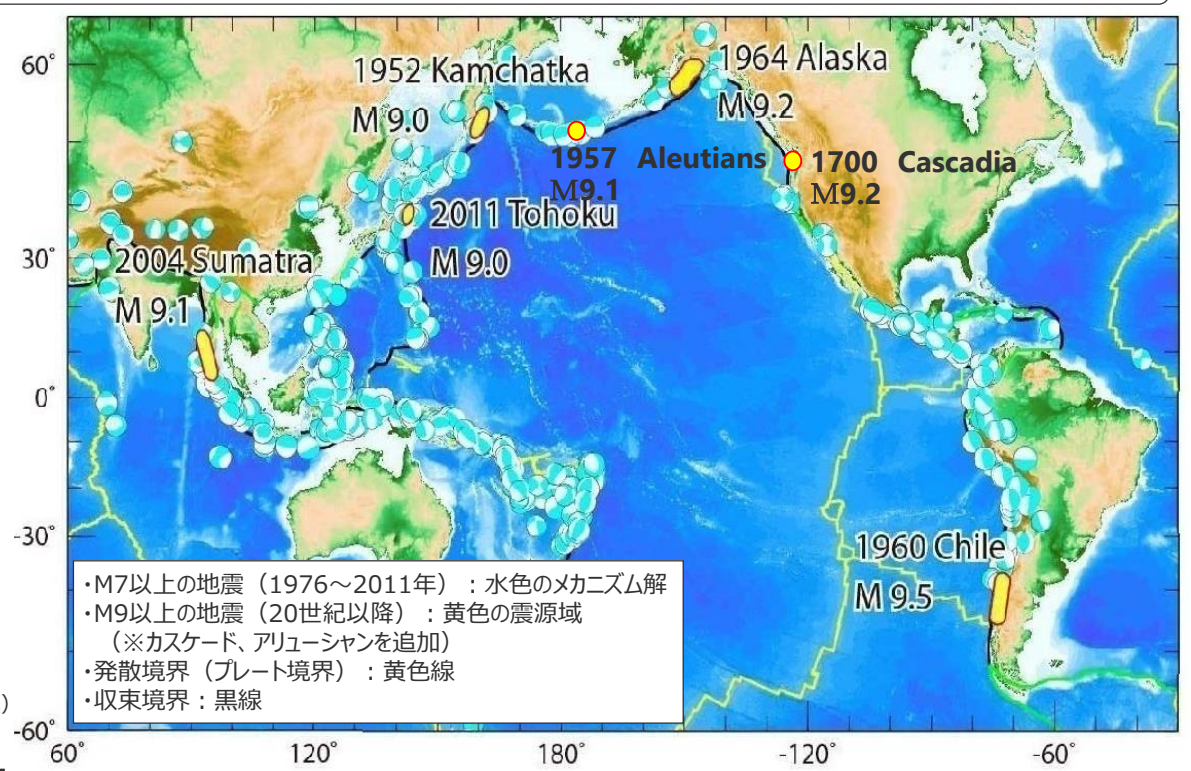 60°
1952 Kamchatka
M 9.0
1964 Alaska
M 9.2
1957 Aleutians
M9.1
1700 Cascadia
M9.2
2011 Tohoku
M 9.0
30°
2004 Sumatra
M 9.1
0°
-30°
1960 Chile
M 9.5
・M7以上の地震（1976～2011年）：水色のメカニズム解
・M9以上の地震（20世紀以降）：黄色の震源域
（※カスケード、アリューシャンを追加）
・発散境界（プレート境界）：黄色線
・収束境界：黒線
）
-60°
60° 120° 180° -120° -60°